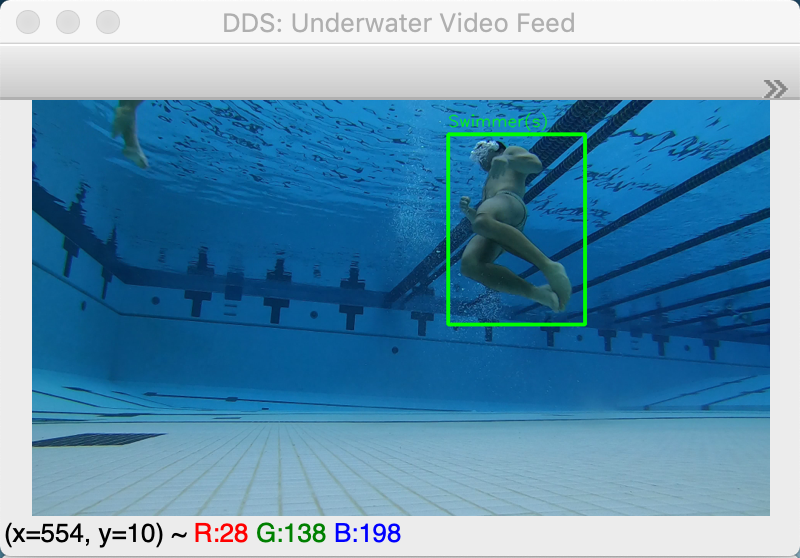 DDS: Underwater Video Feed
Swimmer(s)
(x=554, y=10) ~ R:28 G:138 B:198